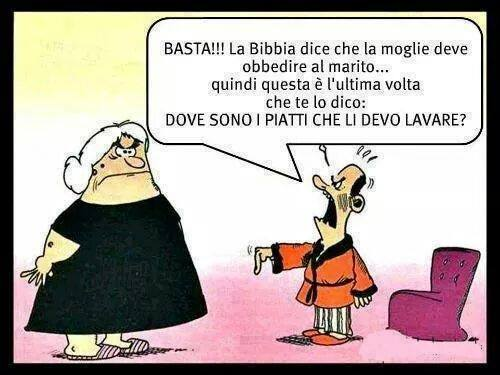 BASTA!!! La Bibbia dice che la moglie deve
obbedire al marito...
quindi questa è l'ultima volta
che te lo dico:
DOVE SONO I PIATTI CHE LI DEVO LAVARE?